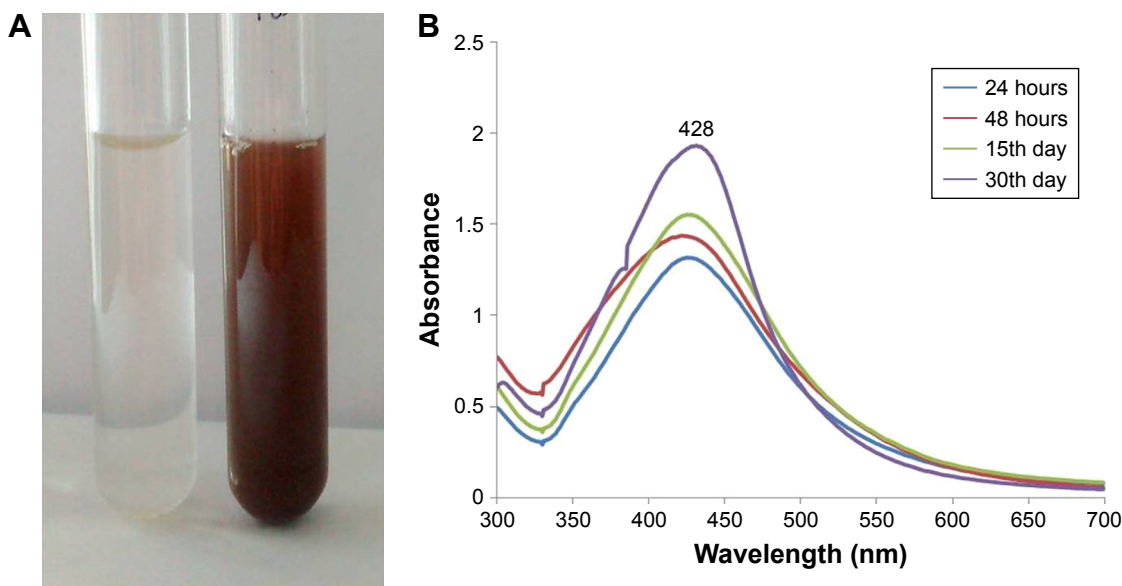 A
B
2.5
2
1.5
1
0.5
0
Absorbance
428
24 hours
48 hours
15th day
30th day
300 350 400 450 500 550 600 650 700
Wavelength (nm)